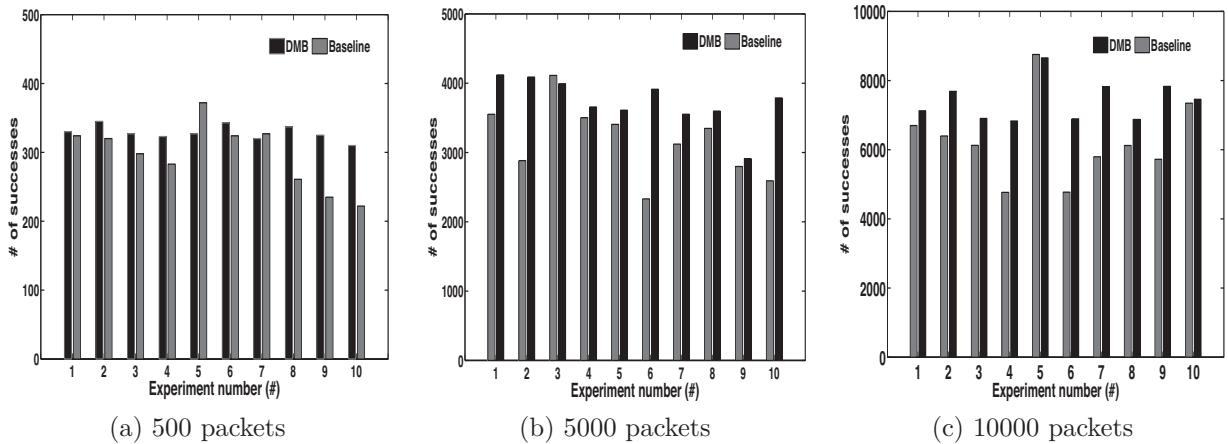 500
400
300
200
100
0
# of successes
DMB Baseline
1 2 3 4 5 6 7 8 9 10
Experiment number (#)
(a) 500 packets
5000
4000
3000
2000
1000
0
# of successes
DMB Baseline
1 2 3 4 5 6 7 8 9 10
Experiment number (#)
(b) 5000 packets
10000
8000
6000
4000
2000
0
# of successes
DMB Baseline
1 2 3 4 5 6 7 8 9 10
Experiment number (#)
(c) 10000 packets